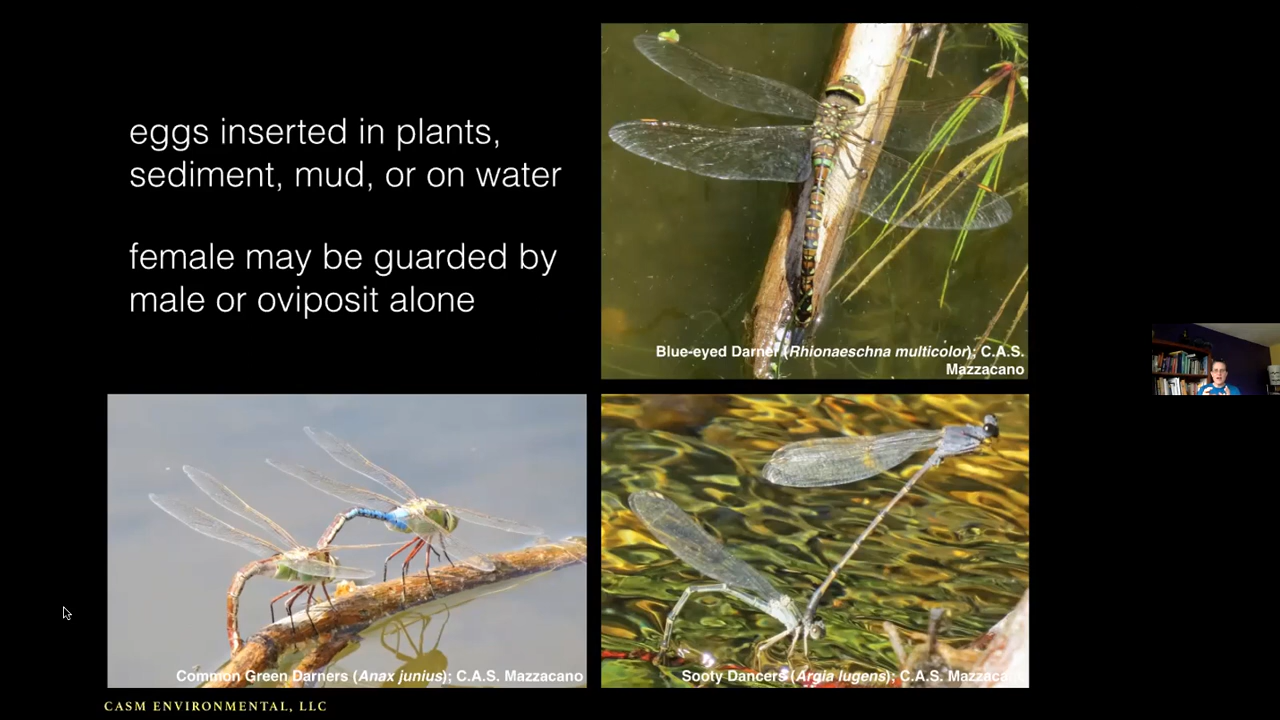 eggs inserted in plants,
sediment, mud, or on water
female may be guarded by
male or oviposit alone
Blue-eyed Darner (Rhionaeschna multicolor); C.A.S.
Mazzacano
Common Green Darners (Anax junius); C.A.S. Mazzacano
Sooty Dancers (Argia lugens); C.A.S. Mazzacano
CASM ENVIRONMENTAL, LLC